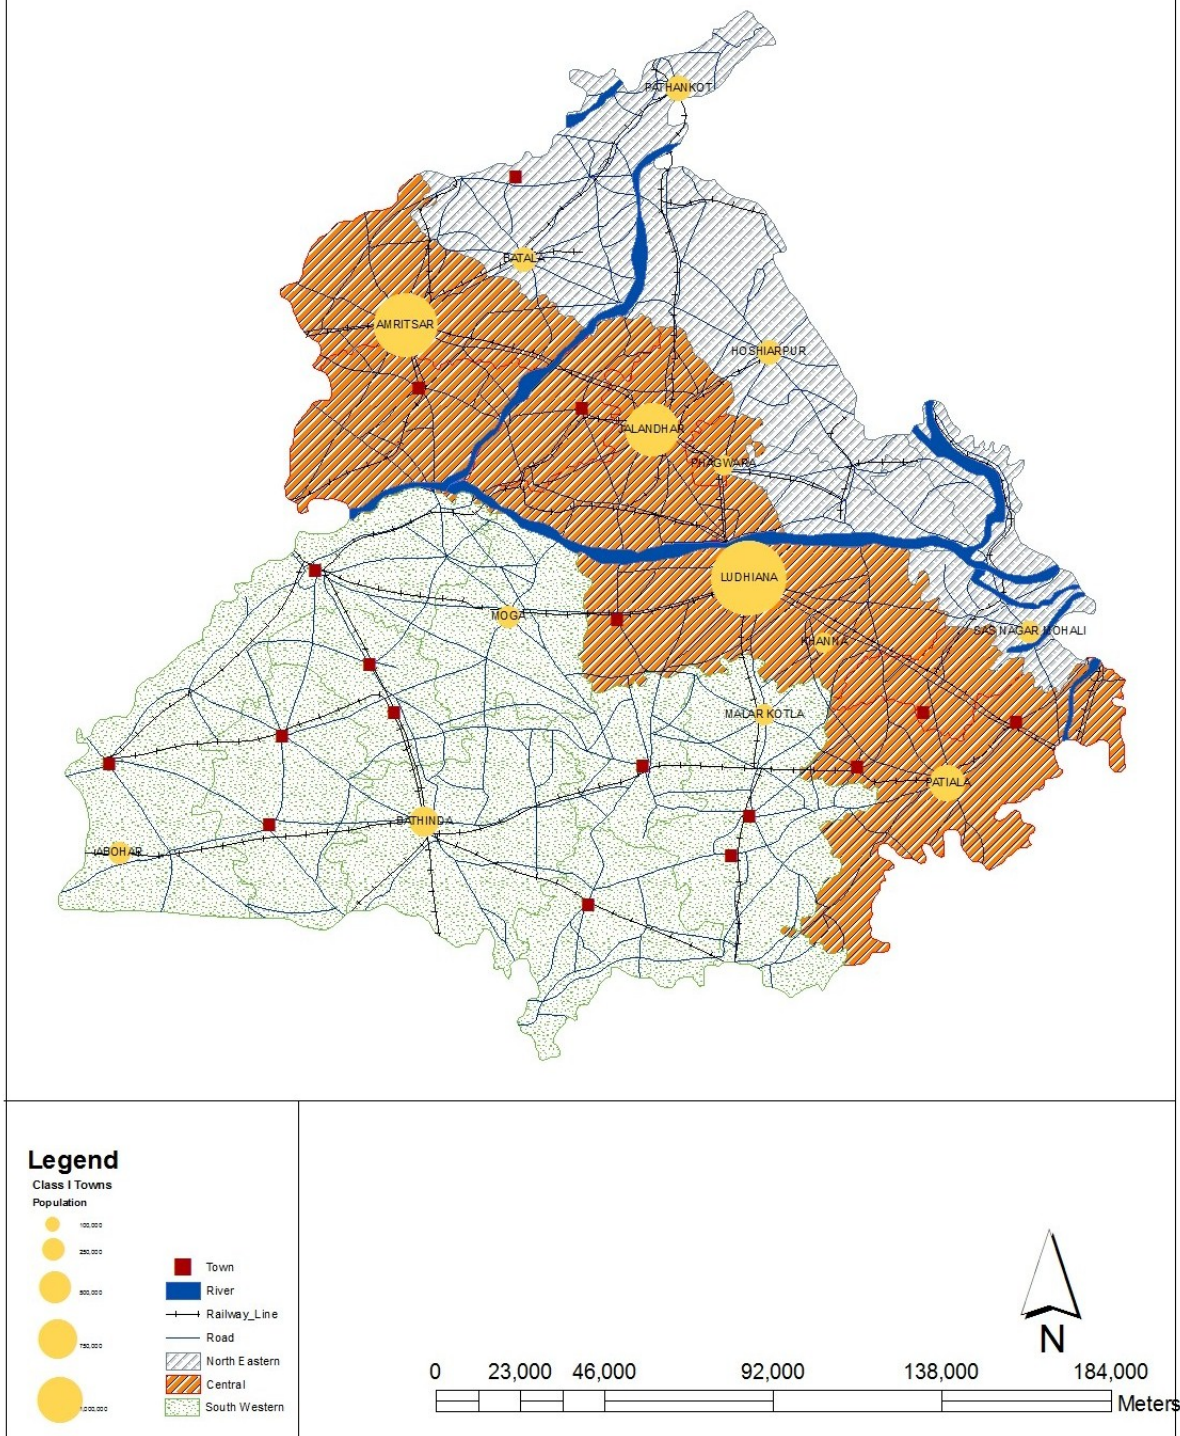 PATHANKOT
BATALA
AMRITSAR
HOSHIARPUR
JALANDHAR
PHAGWARA
LUDHIANA
MOGA
KHANNA
SAS NAGAR MOHALI
MALAR KOTLA
PATIALA
BATHINDA
ABOHAR
Legend
Class I Towns
Population
100,000
250,000
500,000
750,000
1,000,000
Town
River
Railway_Line
Road
North Eastern
Central
South Western
N
0 23,000 46,000 92,000 138,000 184,000
Meters